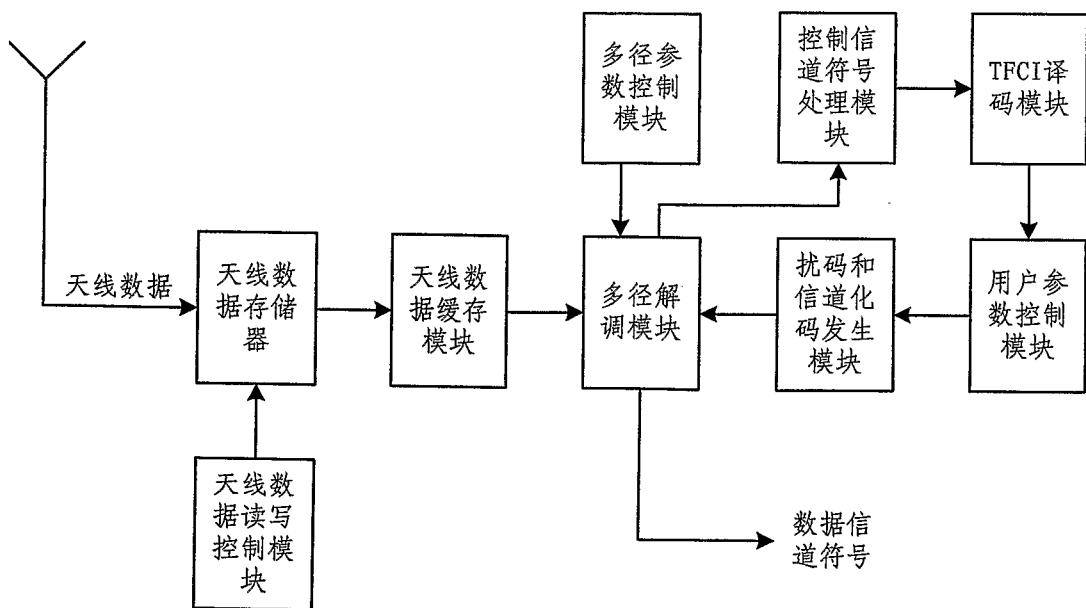 多径参
数控制
模块
控制信
道符号
处理模
块
TFCI译
码模块
天线数据
天线数
据存储
器
天线数
据缓存
模块
多径解
调模块
扰码和
信道化
码发生
模块
用户参
数控制
模块
天线数
据读写
控制模
块
数据信
道符号